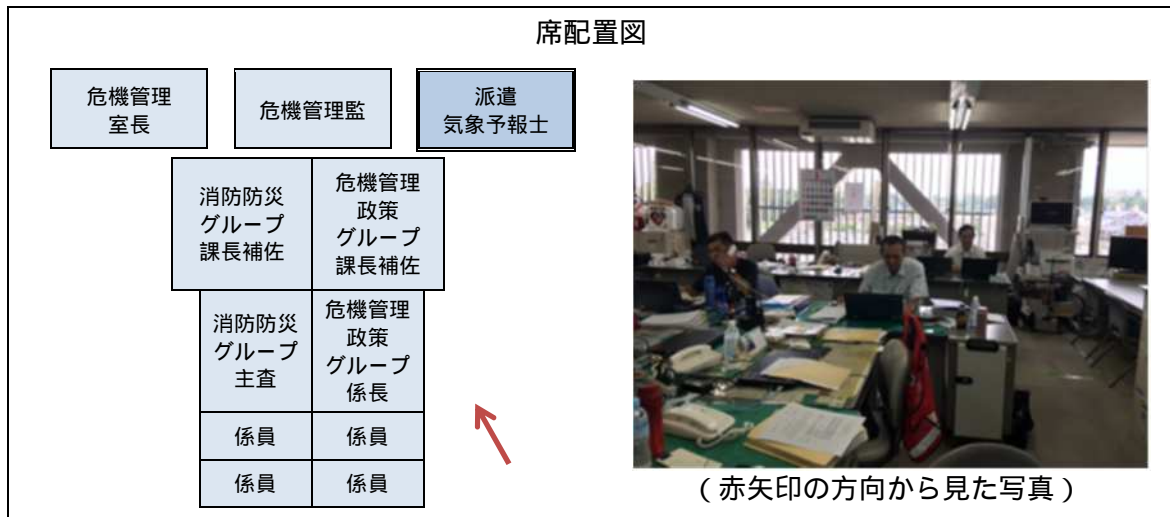 席配置図
危機管理
室長
危機管理監
派遣
気象予報士
消防防災
グループ
課長補佐
危機管理
政策
グループ
課長補佐
消防防災
グループ
主査
危機管理
政策
グループ
係長
係員
係員
係員
係員
(赤矢印の方向から見た写真)